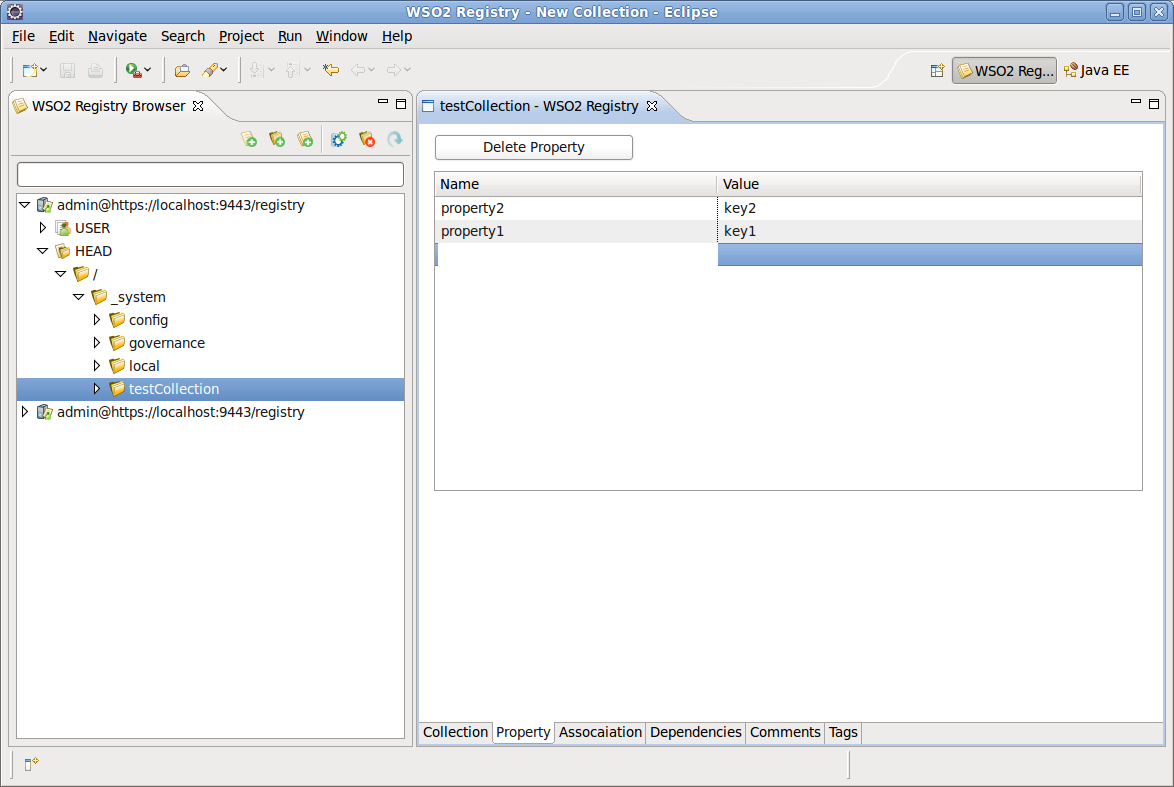 WSO2 Registry - New Collection - Eclipse
File Edit Navigate Search Project Run Window Help
WSO2 Reg... Java EE
WSO2 Registry Browser
admin@https://localhost:9443/registry
USER
HEAD
/
_system
config
governance
local
testCollection
admin@https://localhost:9443/registry
testCollection - WSO2 Registry
Delete Property
Name Value
property2 key2
property1 key1
Collection Property Assocaiation Dependencies Comments Tags